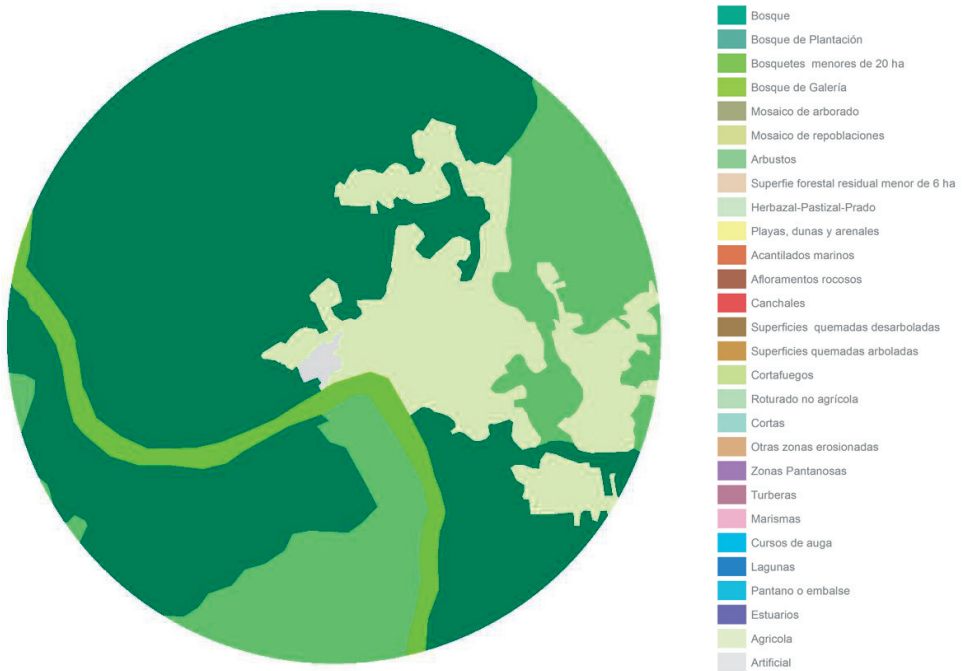 Bosque
Bosque de Plantación
Bosquetes menores de 20 ha
Bosque de Galería
Mosaico de arborado
Mosaico de repoblaciones
Arbustos
Superfie forestal residual menor de 6 ha
Herbazal-Pastizal-Prado
Playas, dunas y arenales
Acantilados marinos
Afloramentos rocosos
Canchales
Superficies quemadas desarboladas
Superficies quemadas arboladas
Cortafuegos
Roturado no agrícola
Cortas
Otras zonas erosionadas
Zonas Pantanosas
Turberas
Marismas
Cursos de auga
Lagunas
Pantano o embalse
Estuarios
Agricola
Artificial